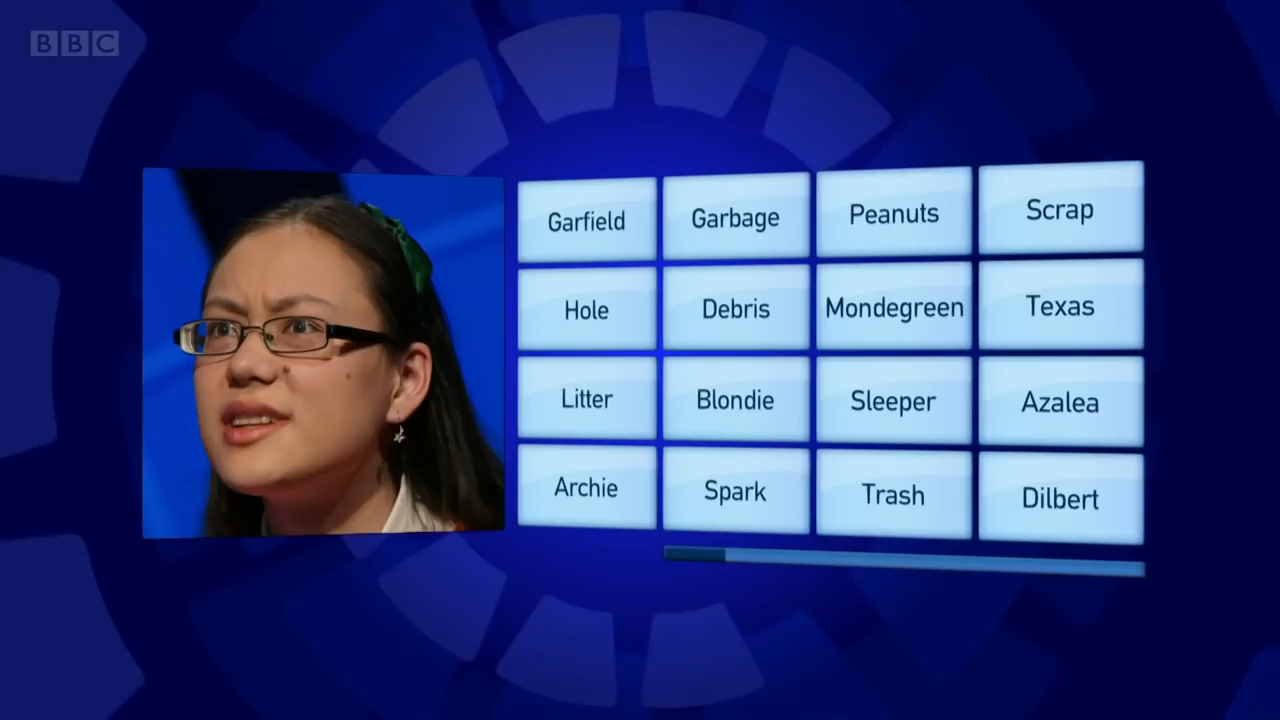 BBC
Garfield Garbage Peanuts Scrap
Hole Debris Mondegreen Texas
Litter Blondie Sleeper Azalea
Archie Spark Trash Dilbert